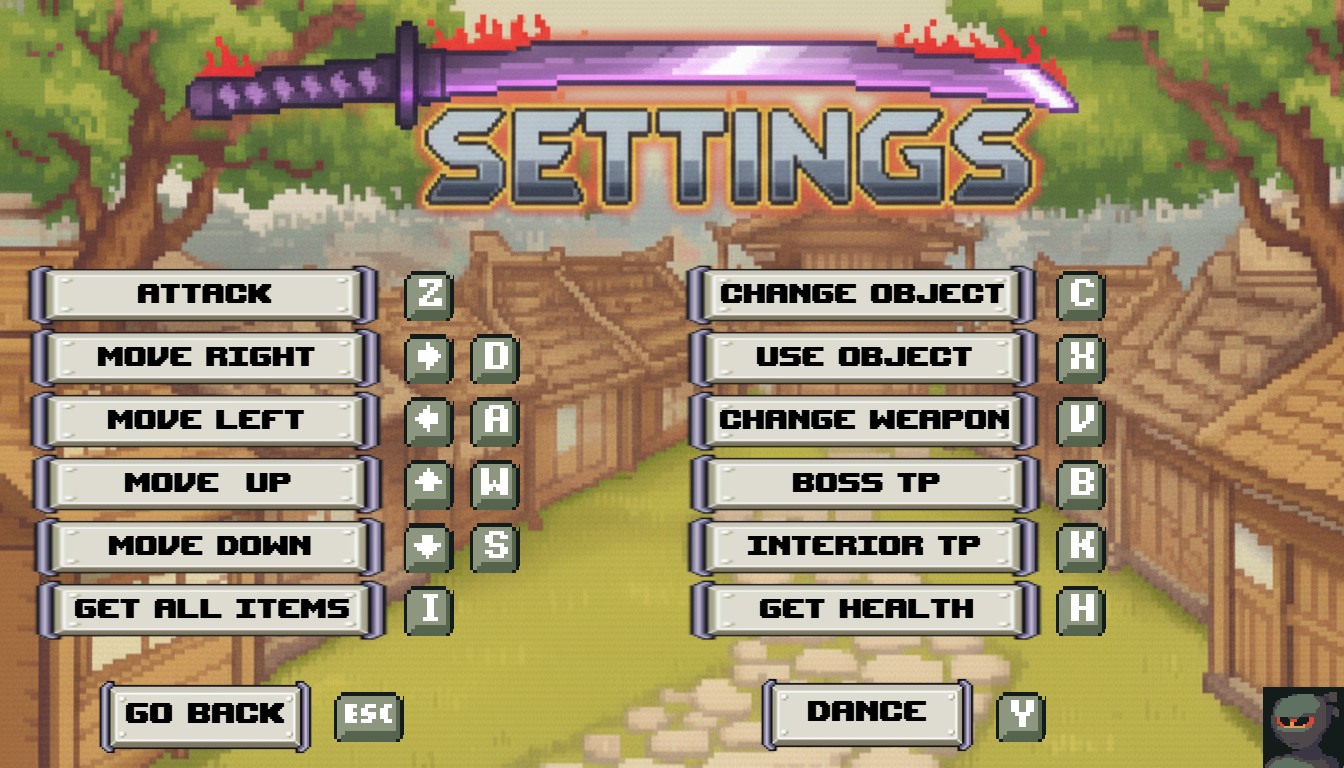 SETTINGS
ATTACK Z
MOVE RIGHT D
MOVE LEFT A
MOVE UP W
MOVE DOWN S
GET ALL ITEMS I
CHANGE OBJECT C
USE OBJECT X
CHANGE WEAPON V
BOSS TP B
INTERIOR TP K
GET HEALTH H
GO BACK ESC
DANCE Y